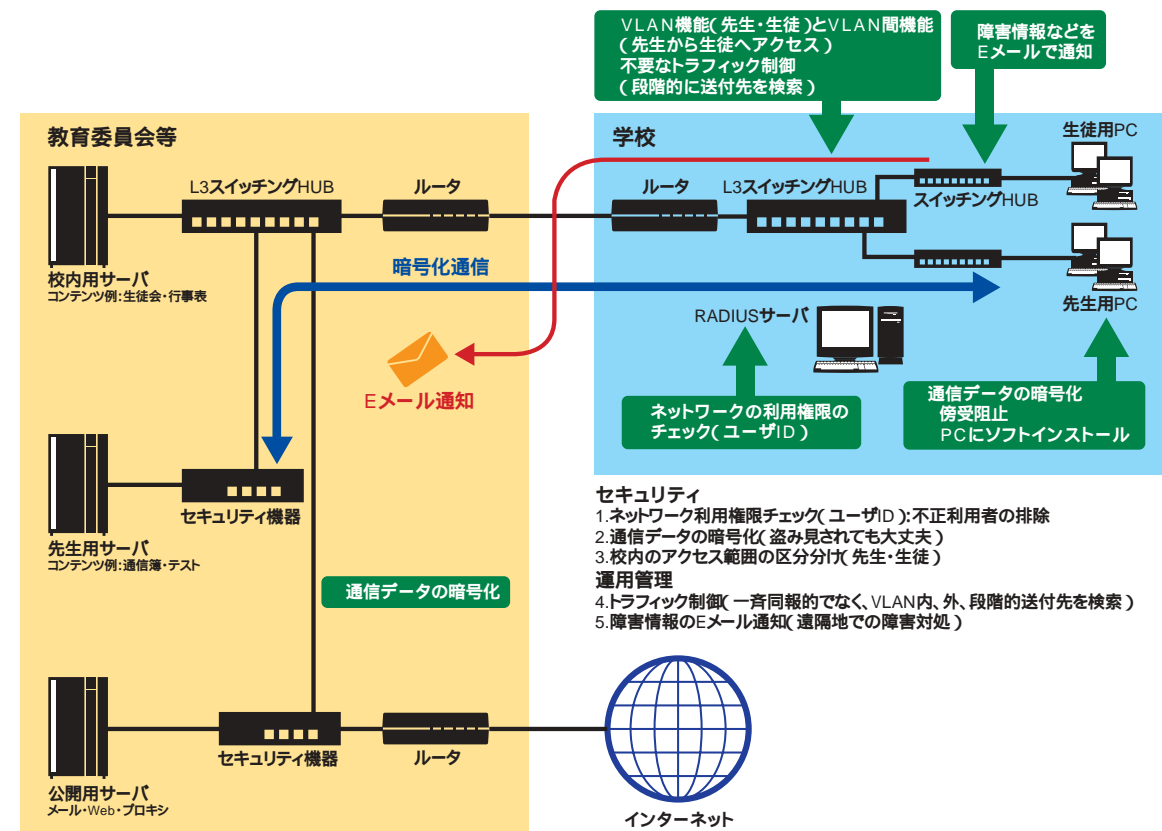 VLAN機能(先生・生徒)とVLAN間機能
(先生から生徒へアクセス)
不要なトラフィック制御
(段階的に送付先を検索)
障害情報などを
Eメールで通知
教育委員会等
学校
生徒用PC
L3スイッチングHUB
ルータ
ルータ
L3スイッチングHUB
スイッチングHUB
校内用サーバ
コンテンツ例:生徒会・行事表
暗号化通信
先生用PC
RADIUSサーバ
Eメール通知
ネットワークの利用権限の
チェック(ユーザID)
通信データの暗号化
傍受阻止
PCにソフトインストール
セキュリティ機器
先生用サーバ
コンテンツ例:通信簿・テスト
通信データの暗号化
セキュリティ
1.ネットワーク利用権限チェック(ユーザID):不正利用者の排除
2.通信データの暗号化(盗み見されても大丈夫)
3.校内のアクセス範囲の区分分け(先生・生徒)
運用管理
4.トラフィック制御(一斉同報的でなく、VLAN内、外、段階的送付先を検索)
5.障害情報のEメール通知(遠隔地での障害対処)
セキュリティ機器
ルータ
公開用サーバ
メール・Web・プロキシ
インターネット